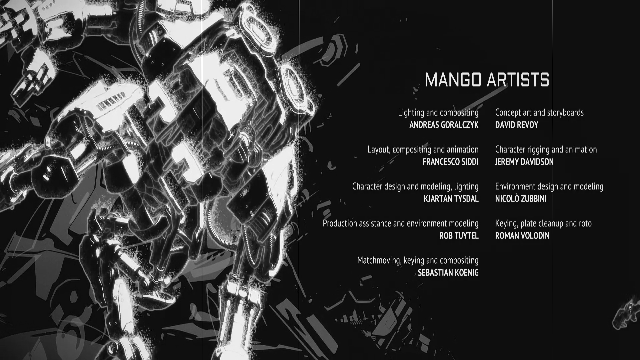 MANGO ARTISTS
Lighting and compositing
ANDREAS GORALCZYK
Layout, compositing and animation
FRANCESCO SIDDI
Character design and modeling, lighting
KJARTAN TYSDAL
Production assistance and environment modeling
ROB TUYTEL
Matchmoving, keying and compositing
SEBASTIAN KOENIG
Concept art and storyboards
DAVID REVOY
Character rigging and animation
JEREMY DAVIDSON
Environment design and modeling
NICOLÒ ZUBBINI
Keying, plate cleanup and roto
ROMAN VOLODIN